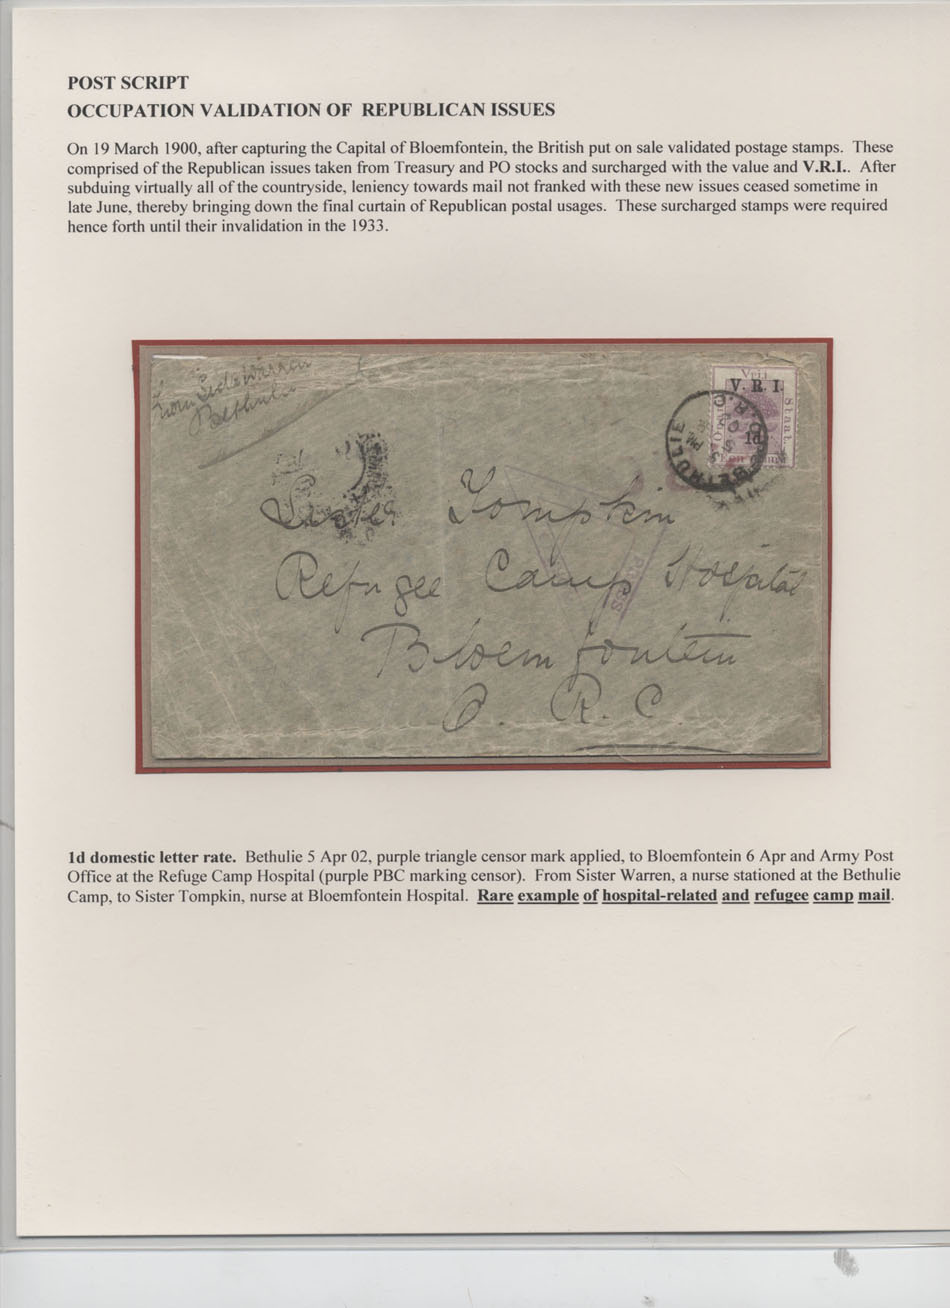 POST SCRIPT
OCCUPATION VALIDATION OF REPUBLICAN ISSUES
On 19 March 1900, after capturing the Capital of Bloemfontein, the British put on sale validated postage stamps. These
comprised of the Republican issues taken from Treasury and PO stocks and surcharged with the value and V.R.I.. After
subduing virtually all of the countryside, leniency towards mail not franked with these new issues ceased sometime in
late June, thereby bringing down the final curtain of Republican postal usages. These surcharged stamps were required
hence forth until their invalidation in the 1933.
Warren
Bethulie
V. R. I.
1d
Staat
BETHULIE
O.R.C.
PM
Sister Tompkin
Refugee Camp Hospital
PRESS
Bloemfontein
O. R. C.
1d domestic letter rate. Bethulie 5 Apr 02, purple triangle censor mark applied, to Bloemfontein 6 Apr and Army Post
Office at the Refuge Camp Hospital (purple PBC marking censor). From Sister Warren, a nurse stationed at the Bethulie
Camp, to Sister Tompkin, nurse at Bloemfontein Hospital. Rare example of hospital-related and refugee camp mail.